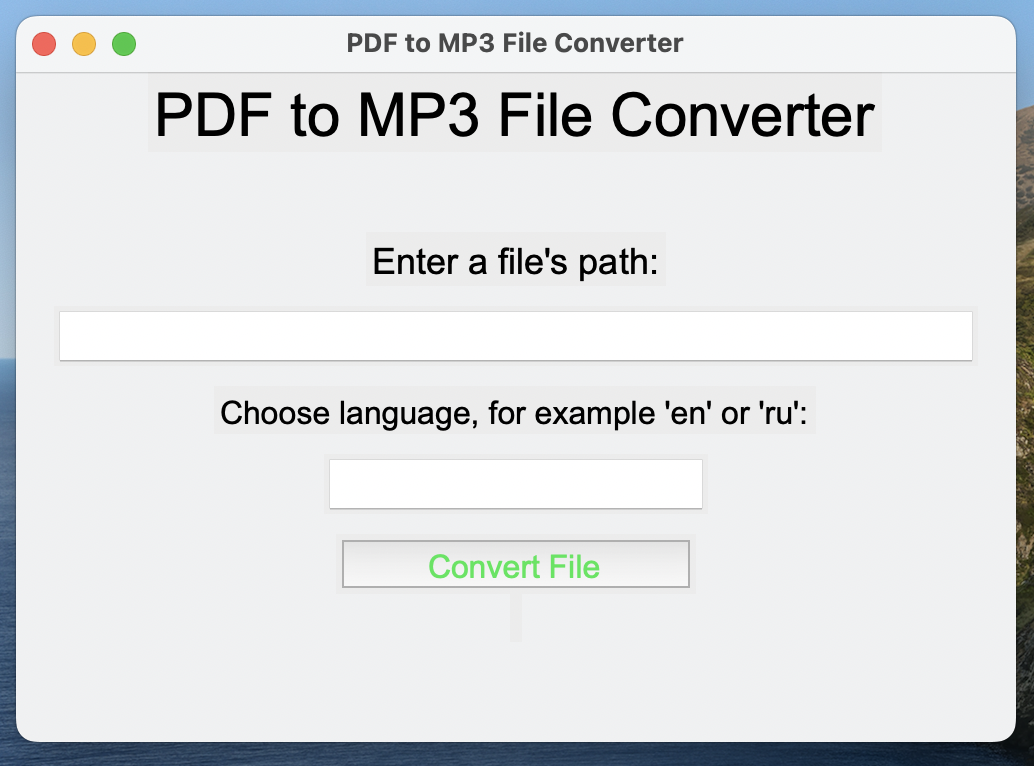 PDF to MP3 File Converter
PDF to MP3 File Converter
Enter a file's path:
Choose language, for example 'en' or 'ru':
Convert File